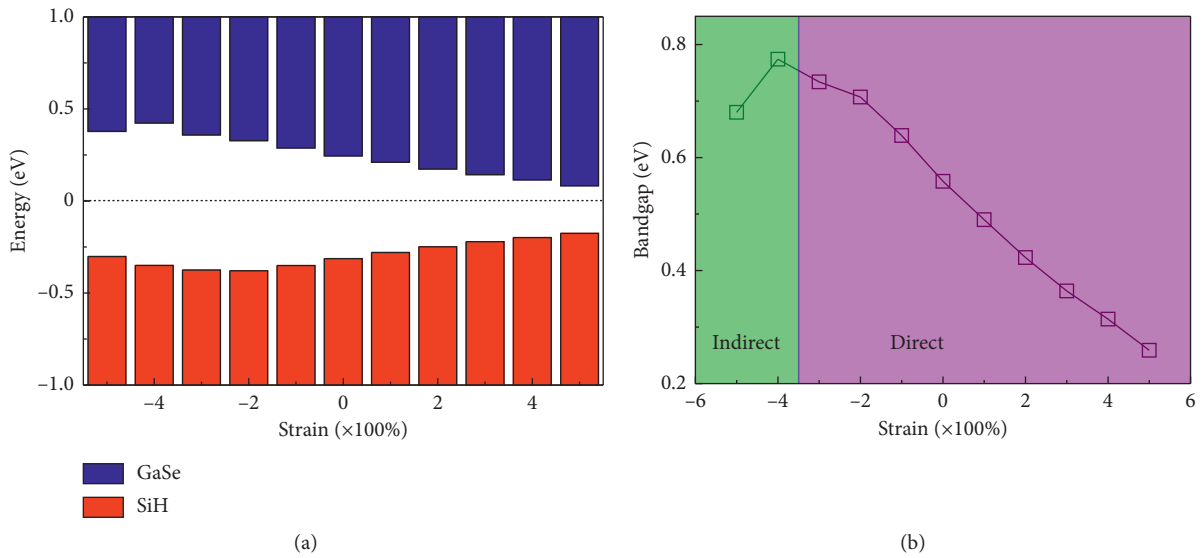 1.0
0.5
0
−0.5
−1.0
Energy (eV)
−4
−2
0
2
4
Strain (×100%)
GaSe
SiH
(a)
0.8
0.6
0.4
0.2
Bandgap (eV)
Indirect
Direct
−6
−4
−2
0
2
4
6
Strain (×100%)
(b)